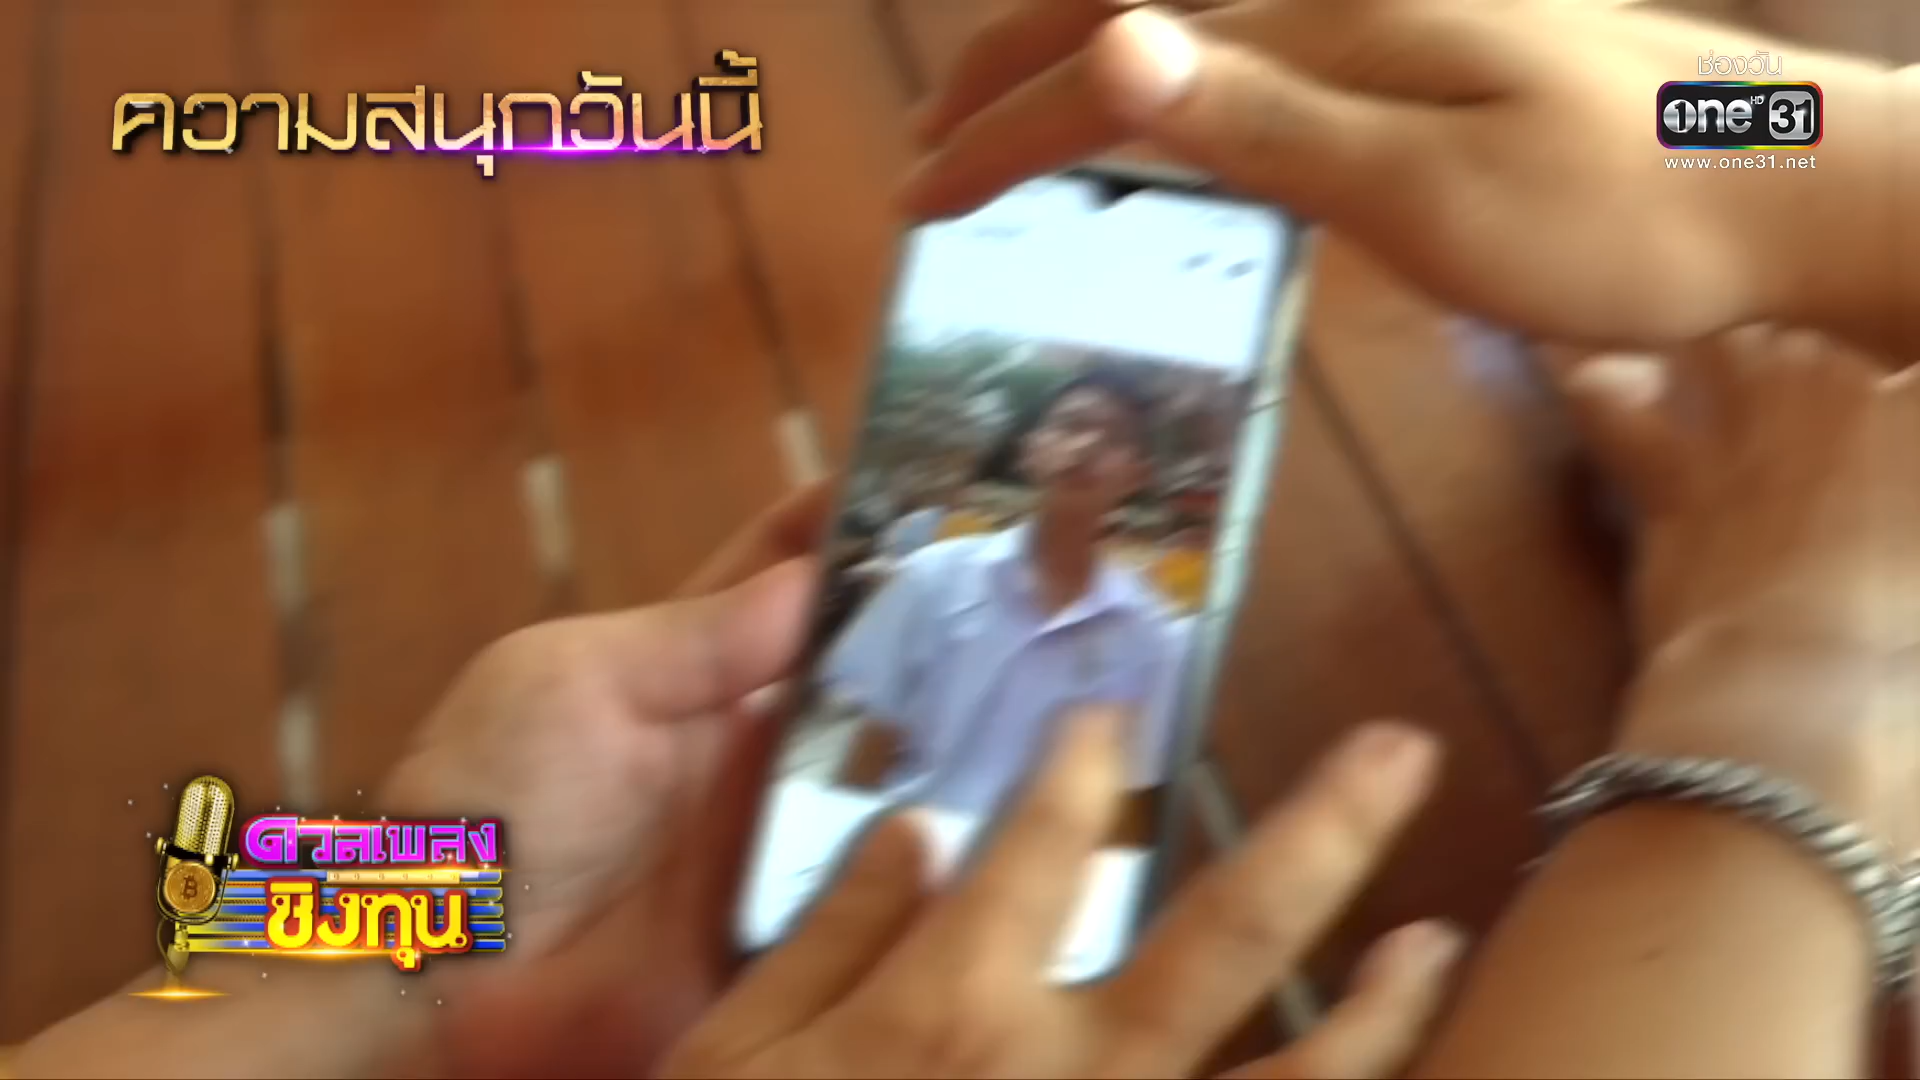 ความสนุกวันนี้
ช่องวัน
one HD 31
www.one31.net
ดวลเพลง
ชิงทุน